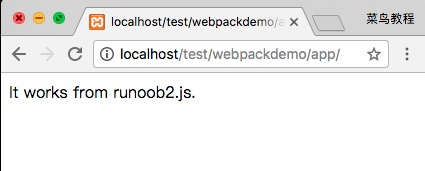 localhost/test/webpackdemo/a
菜鸟教程
localhost/test/webpackdemo/app/
It works from runoob2.js.